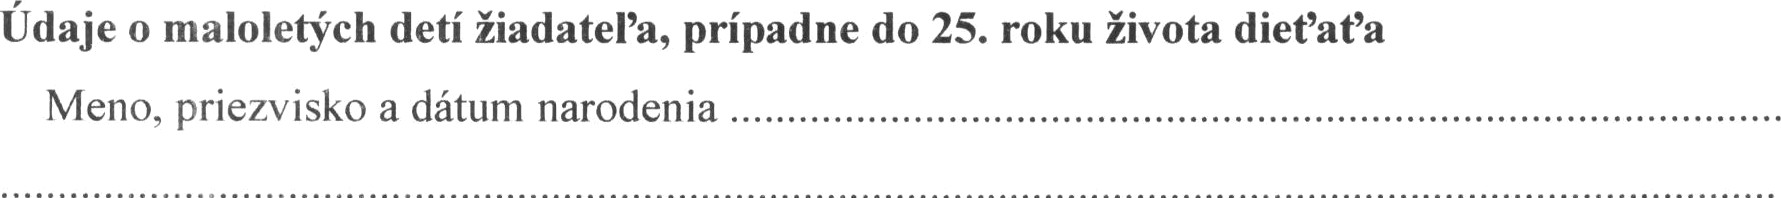 Údaje o maloletých detí žiadateľa, prípadne do 25. roku života dieťaťa
Meno, priezvisko a dátum narodenia ..........................................................................................
..........................................................................................................................................................